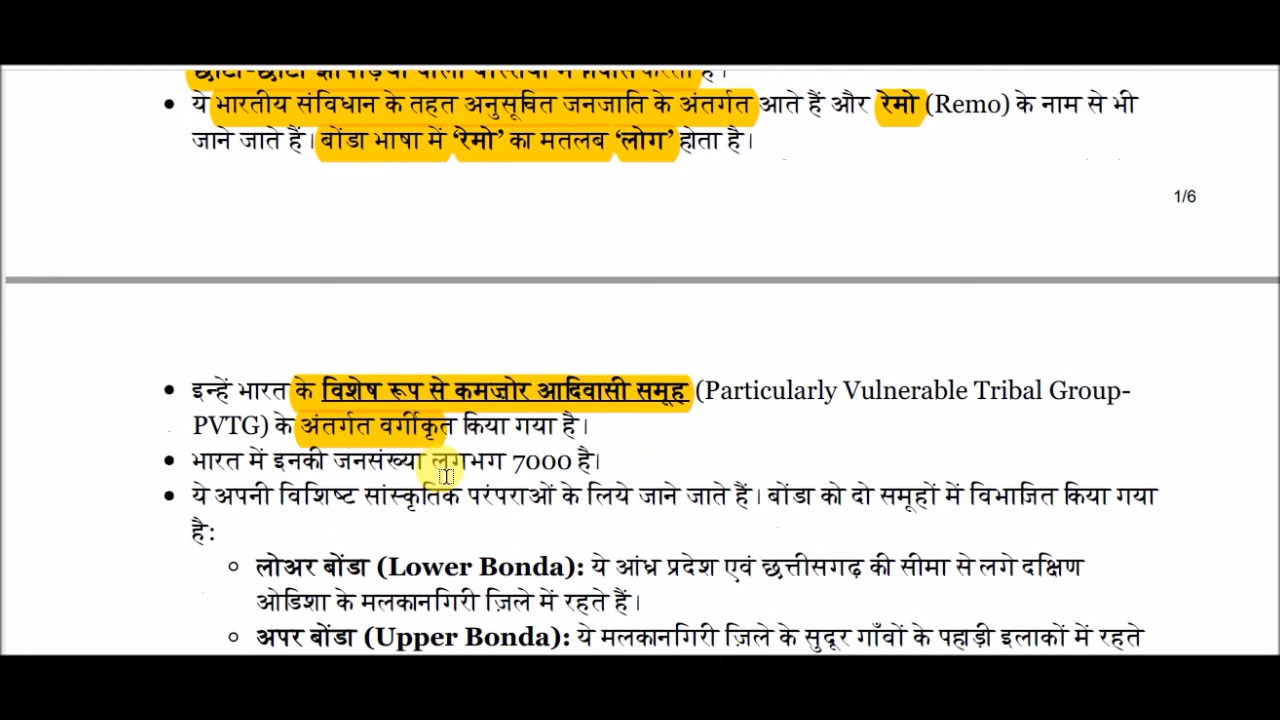 छोटी-छोटी झोपड़ियों वाली बस्तियों में निवास करती है।
• ये भारतीय संविधान के तहत अनुसूचित जनजाति के अंतर्गत आते हैं और रेमो (Remo) के नाम से भी
जाने जाते हैं। बोंडा भाषा में ‘रेमो’ का मतलब ‘लोग’ होता है।
1/6
• इन्हें भारत के विशेष रूप से कमज़ोर आदिवासी समूह (Particularly Vulnerable Tribal Group-
PVTG) के अंतर्गत वर्गीकृत किया गया है।
• भारत में इनकी जनसंख्या लगभग 7000 है।
• ये अपनी विशिष्ट सांस्कृतिक परंपराओं के लिये जाने जाते हैं। बोंडा को दो समूहों में विभाजित किया गया
है:
○ लोअर बोंडा (Lower Bonda): ये आंध प्रदेश एवं छत्तीसगढ़ की सीमा से लगे दक्षिण
ओडिशा के मलकानगिरी ज़िले में रहते हैं।
○ अपर बोंडा (Upper Bonda): ये मलकानगिरी ज़िले के सुदूर गाँवों के पहाड़ी इलाकों में रहते